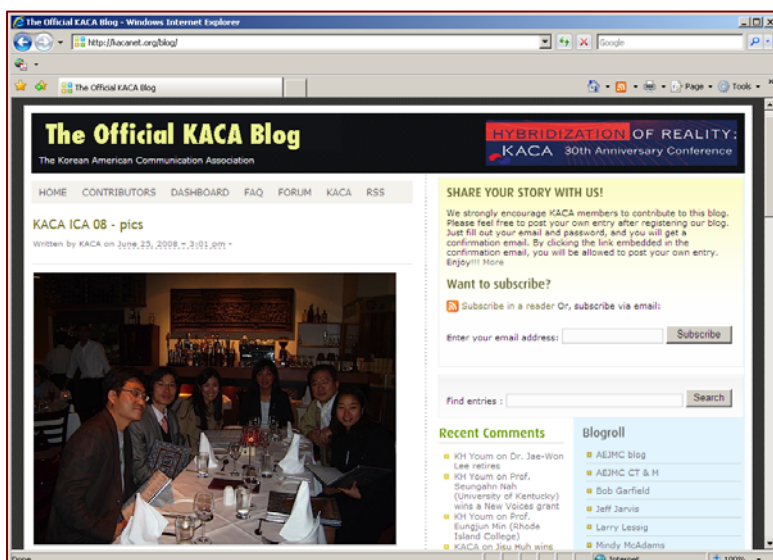 The Official KACA Blog - Windows Internet Explorer
http://kacanet.org/blog/
Google
The Official KACA Blog
Page
Tools
The Official KACA Blog
The Korean American Communication Association
HYBRIDIZATION OF REALITY:
KACA 30th Anniversary Conference
HOME CONTRIBUTORS DASHBOARD FAQ FORUM KACA RSS
KACA ICA 08 - pics
Written by KACA on June 25, 2008 – 3:01 pm -
SHARE YOUR STORY WITH US!
We strongly encourage KACA members to contribute to this blog.
Please feel free to post your own entry after registering our blog.
Just fill out your email and password, and you will get a
confirmation email. By clicking the link embedded in the
confirmation email, you will be allowed to post your own entry.
Enjoy!!! More
Want to subscribe?
Subscribe in a reader Or, subscribe via email:
Enter your email address:
Subscribe
Find entries :
Search
Recent Comments
KH Youm on Dr. Jae-Won
Lee retires
KH Youm on Prof.
Seungahn Nah
(University of Kentucky)
wins a New Voices grant
KH Youm on Prof.
Eungjun Min (Rhode
Island College)
KACA on Jisu Huh wins
Blogroll
AEJMC blog
AEJMC CT & M
Bob Garfield
Jeff Jarvis
Larry Lessig
Mindy McAdams
Done
Internet
100%